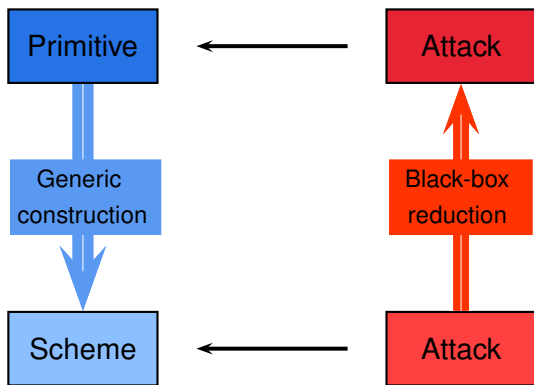 Primitive
Attack
Generic
construction
Black-box
reduction
Scheme
Attack